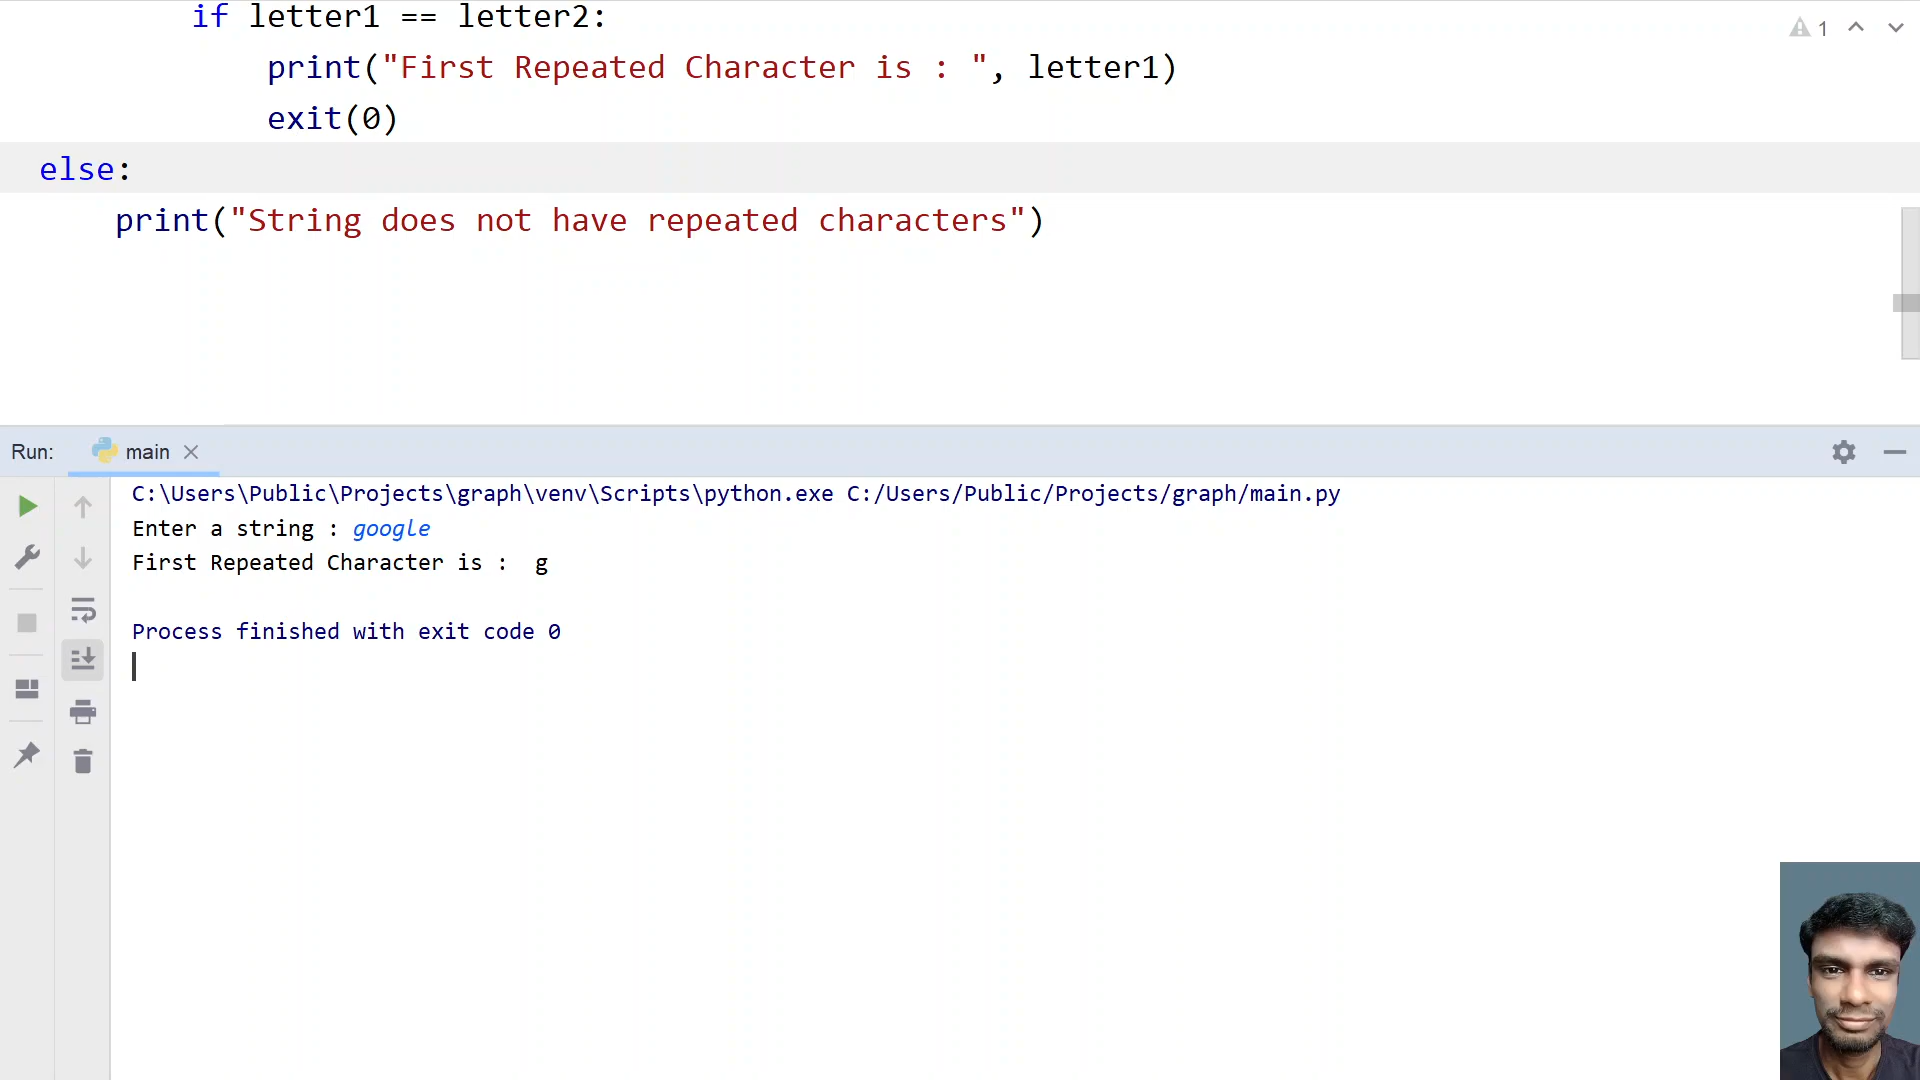 if letter1 == letter2:
print("First Repeated Character is : ", letter1)
exit(0)
else:
print("String does not have repeated characters")
1
Run: main
C:\Users\Public\Projects\graph\venv\Scripts\python.exe C:/Users/Public/Projects/graph/main.py
Enter a string : google
First Repeated Character is :  g
Process finished with exit code 0